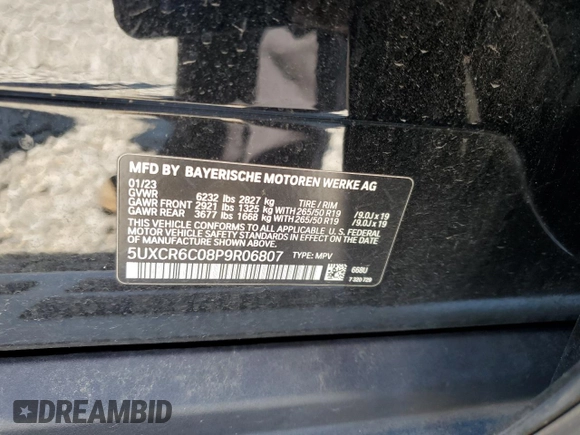 MFD BY BAYERISCHE MOTOREN WERKE AG
01/23
GVWR 6232 lbs 2827 kg TIRE / RIM
GAWR FRONT 2921 lbs 1325 kg WITH 265/50 R19 /9.0J x 19
GAWR REAR 3677 lbs 1668 kg WITH 265/50 R19 /9.0J x 19
THIS VEHICLE CONFORMS TO ALL APPLICABLE FEDERAL
MOTOR VEHICLE SAFETY STANDARDS IN EFFECT ON THE
DATE OF MANUFACTURE SHOWN ABOVE.
5UXCR6C08P9R06807 TYPE: MPV
668U
7 320 729
DREAMBID